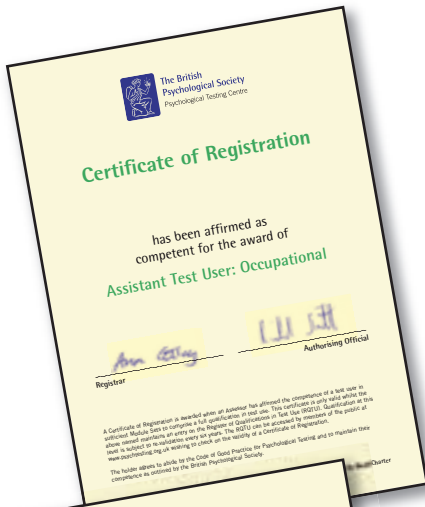 The British
Psychological Society
Psychological Testing Centre
Certificate of Registration
has been affirmed as
competent for the award of
Assistant Test User: Occupational
Registrar
Authorising Official
A Certificate of Registration is awarded when an Assessor has affirmed the competence of a test user in
sufficient Module Sets to comprise a full qualification in test use. This certificate is only valid whilst the
above named maintains an entry on the Register of Qualifications in Test Use (RQTU). Qualification at this
level is subject to re-validation every six years. The RQTU can be accessed by members of the public at
www.psychtesting.org.uk wishing to check on the validity of a Certificate of Registration.
The holder agrees to abide by the Code of Good Practice for Psychological Testing and to maintain their
competence as outlined by the British Psychological Society.
Charter